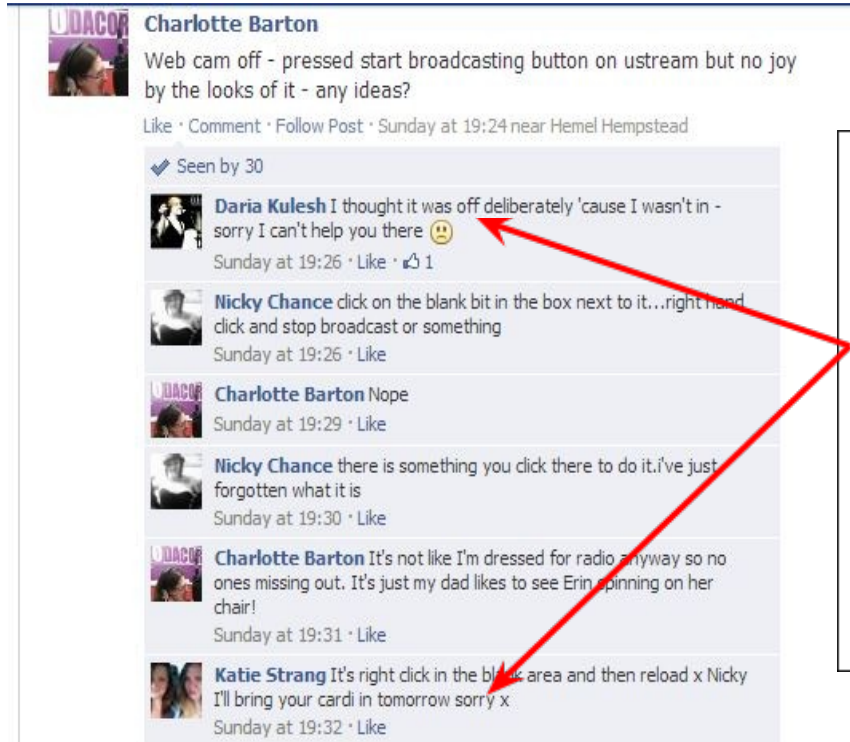 UDACOR
Charlotte Barton
Web cam off - pressed start broadcasting button on ustream but no joy
by the looks of it - any ideas?
Like · Comment · Follow Post · Sunday at 19:24 near Hemel Hempstead
Seen by 30
Daria Kulesh I thought it was off deliberately 'cause I wasn't in -
sorry I can't help you there
Sunday at 19:26 · Like · 1
Nicky Chance click on the blank bit in the box next to it...right hand
click and stop broadcast or something
Sunday at 19:26 · Like
Charlotte Barton Nope
Sunday at 19:29 · Like
Nicky Chance there is something you click there to do it.i've just
forgotten what it is
Sunday at 19:30 · Like
Charlotte Barton It's not like I'm dressed for radio anyway so no
ones missing out. It's just my dad likes to see Erin spinning on her
chair!
Sunday at 19:31 · Like
Katie Strang It's right click in the blank area and then reload x Nicky
I'll bring your cardi in tomorrow sorry x
Sunday at 19:32 · Like